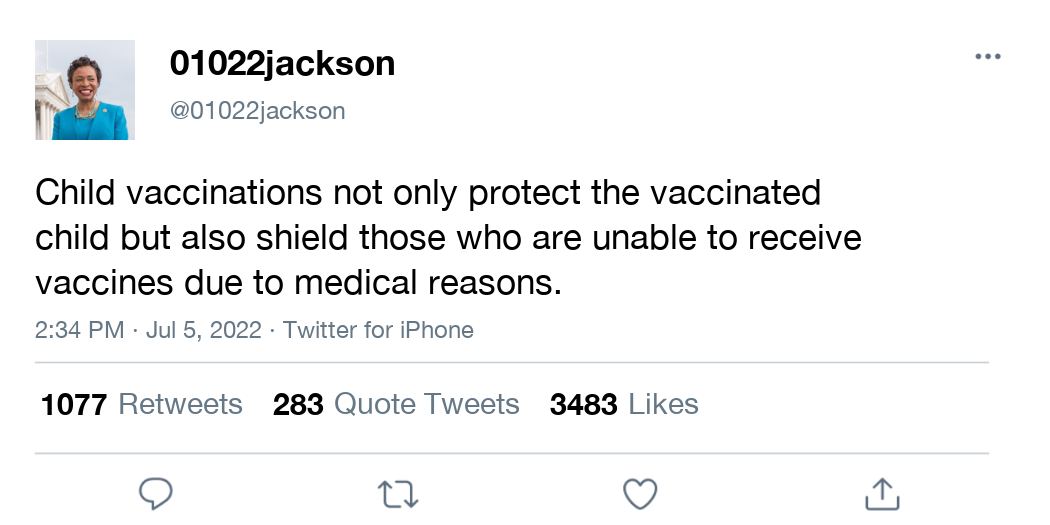 01022jackson
@01022jackson
Child vaccinations not only protect the vaccinated
child but also shield those who are unable to receive
vaccines due to medical reasons.
2:34 PM · Jul 5, 2022 · Twitter for iPhone
1077 Retweets 283 Quote Tweets 3483 Likes